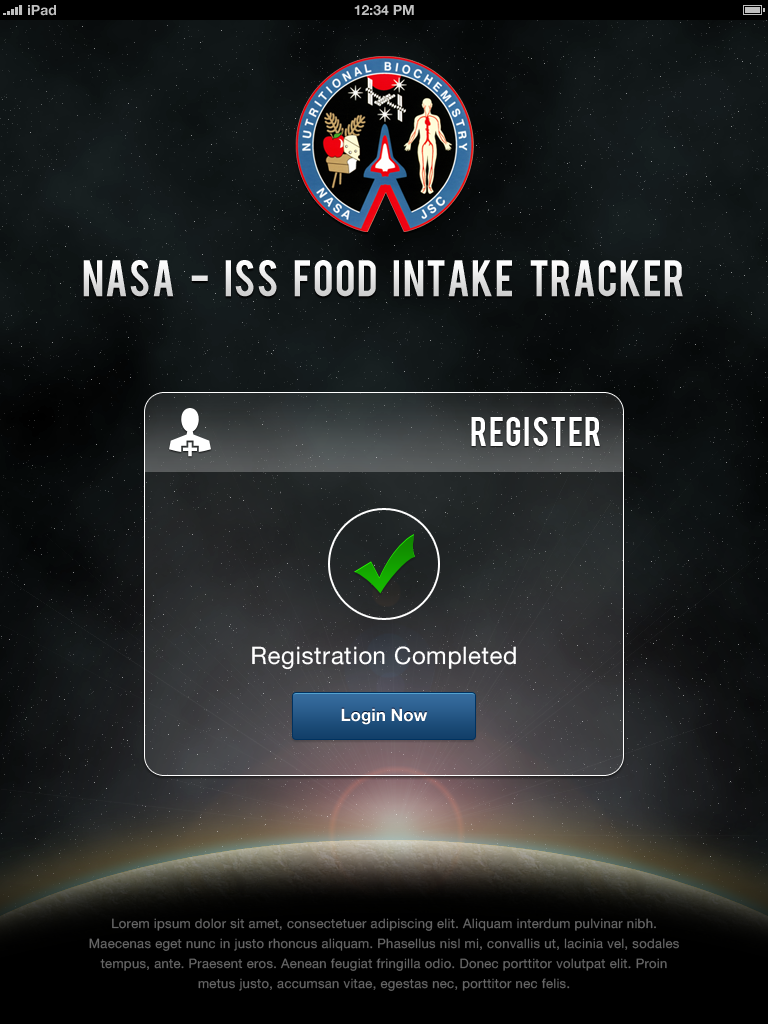 iPad 12:34 PM
NUTRITIONAL BIOCHEMISTRY
NASA JSC
NASA - ISS FOOD INTAKE TRACKER
REGISTER
Registration Completed
Login Now
Lorem ipsum dolor sit amet, consectetuer adipiscing elit. Aliquam interdum pulvinar nibh.
Maecenas eget nunc in justo rhoncus aliquam. Phasellus nisl mi, convallis ut, lacinia vel, sodales
tempus, ante. Praesent eros. Aenean feugiat fringilla odio. Donec porttitor volutpat elit. Proin
metus justo, accumsan vitae, egestas nec, porttitor nec felis.